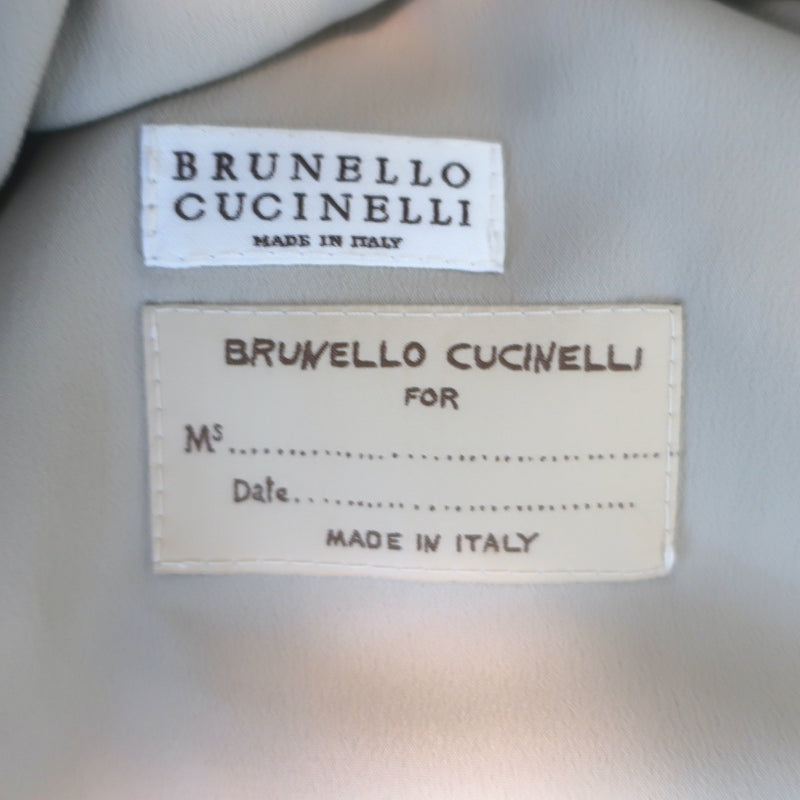 BRUNELLO
CUCINELLI
MADE IN ITALY
BRUNELLO CUCINELLI
FOR
Ms..................................................
Date........................................
MADE IN ITALY